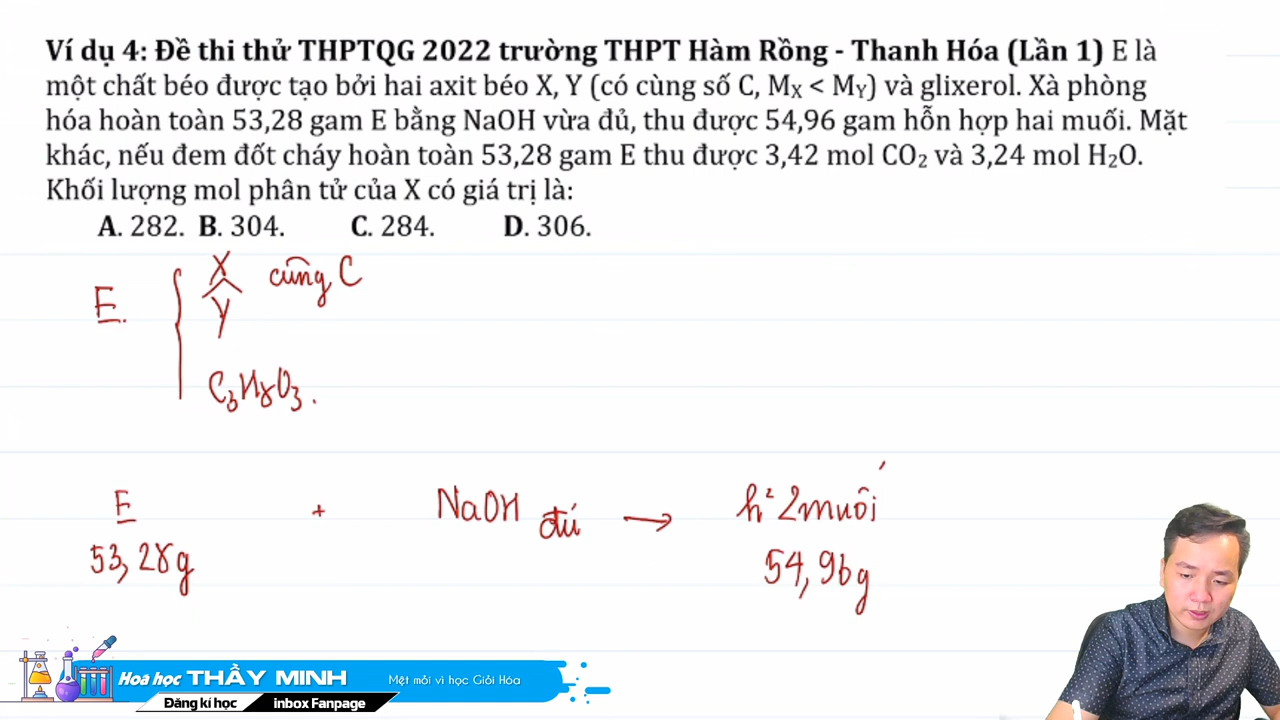 Ví dụ 4: Đề thi thử THPTQG 2022 trường THPT Hàm Rồng - Thanh Hóa (Lần 1) E là
một chất béo được tạo bởi hai axit béo X, Y (có cùng số C, MX < MY) và glixerol. Xà phòng
hóa hoàn toàn 53,28 gam E bằng NaOH vừa đủ, thu được 54,96 gam hỗn hợp hai muối. Mặt
khác, nếu đem đốt cháy hoàn toàn 53,28 gam E thu được 3,42 mol CO2 và 3,24 mol H2O.
Khối lượng mol phân tử của X có giá trị là:
A. 282. B. 304. C. 284. D. 306.
X cùng C
E.
Y
C3H8O3.
E + NaOH đủ → h² 2muối
53,28g 54,96g
Hoá học THẦY MINH Mệt mỏi vì học Giỏi Hóa
Đăng kí học inbox Fanpage